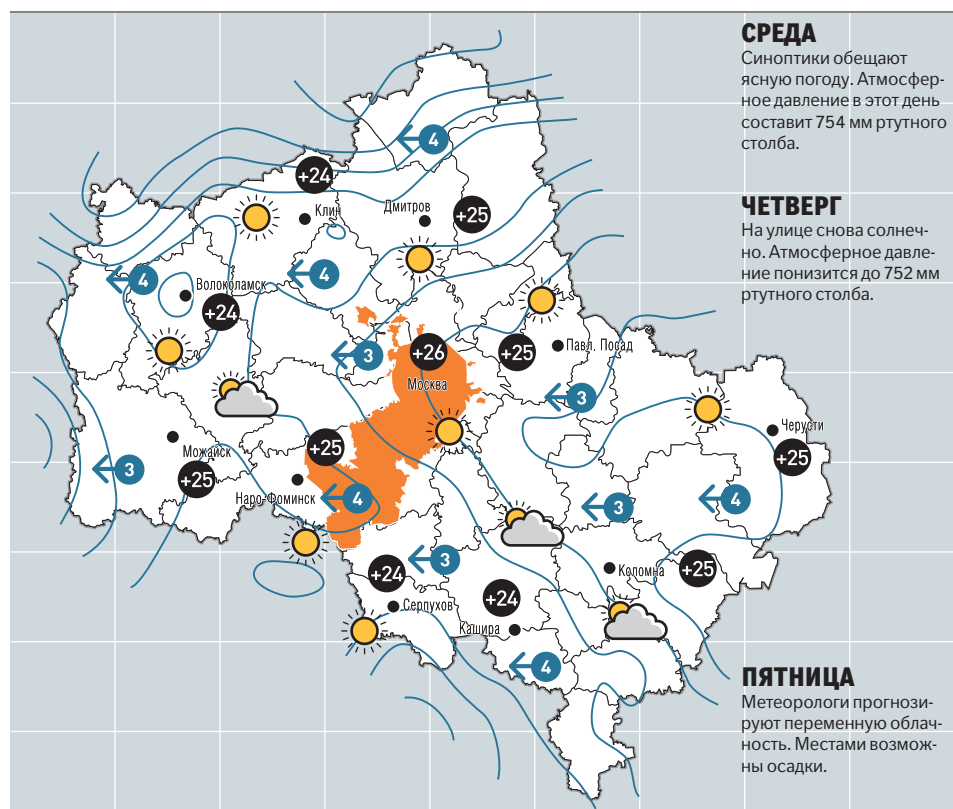 СРЕДА
Синоптики обещают
ясную погоду. Атмосфер-
ное давление в этот день
составит 754 мм ртутного
столба.
ЧЕТВЕРГ
На улице снова солнеч-
но. Атмосферное давле-
ние понизится до 752 мм
ртутного столба.
ПЯТНИЦА
Метеорологи прогнози-
руют переменную облач-
ность. Местами возмож-
ны осадки.
4
+24
Клин
Дмитров
+25
4
Волоколамск
4
+24
3
+26
Москва
+25
Павл. Посад
3
Черусти
+25
Можайск
3
+25
+25
Наро-Фоминск
4
3
4
3
+24
Серпухов
+24
Кашира
Коломна
+25
4